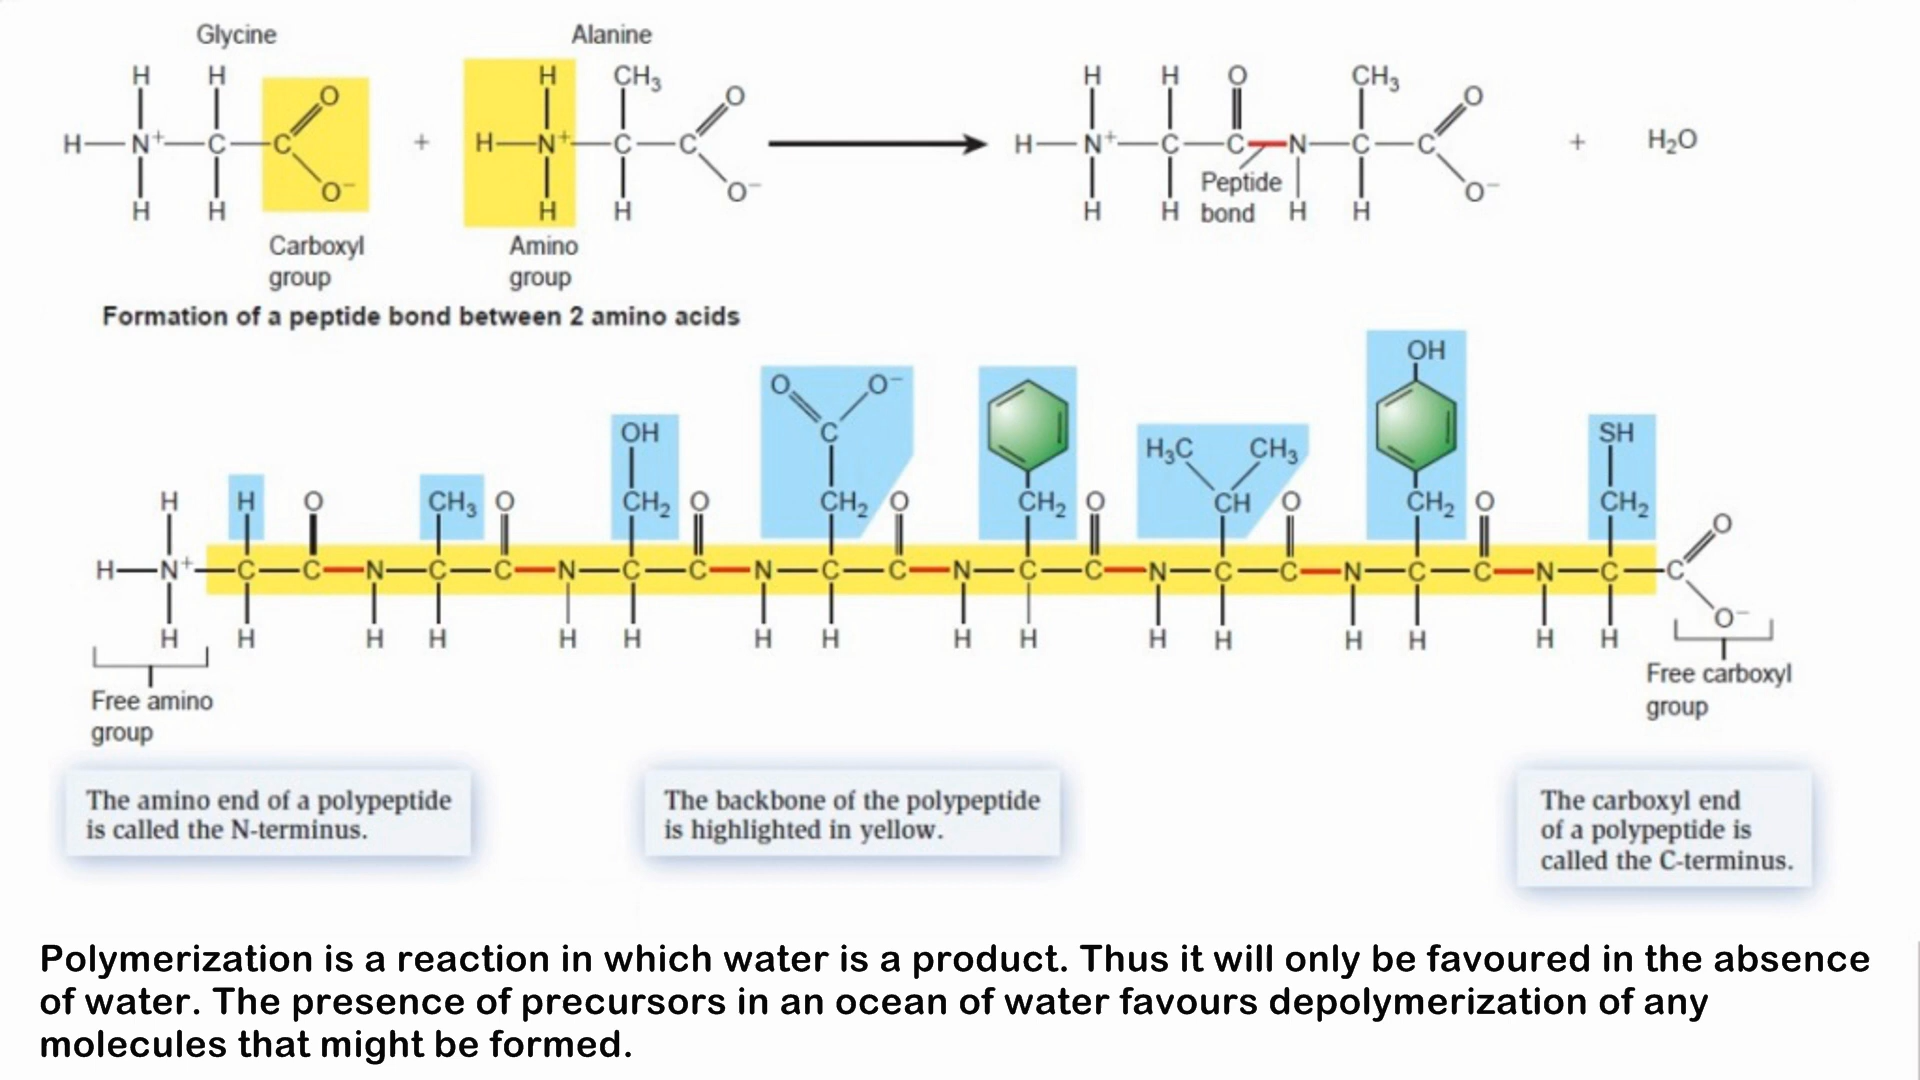 Glycine
Alanine
H H O H CH₃ O H H O CH₃ O
H N⁺ C C + H N⁺ C C H N⁺ C C N C C + H₂O
O⁻ O⁻ Peptide O⁻
H H H H H H bond H H
Carboxyl Amino
group group
Formation of a peptide bond between 2 amino acids
OH
O O⁻
OH C SH
H₃C CH₃
H H O CH₃ O CH₂ O CH₂ O CH₂ O CH O CH₂ O CH₂ O
H N⁺ C C N C C N C C N C C N C C N C C N C C N C C
O⁻
H H H H H H H H H H H H H H H H
Free amino
group
Free carboxyl
group
The amino end of a polypeptide
is called the N-terminus.
The backbone of the polypeptide
is highlighted in yellow.
The carboxyl end
of a polypeptide is
called the C-terminus.
Polymerization is a reaction in which water is a product. Thus it will only be favoured in the absence
of water. The presence of precursors in an ocean of water favours depolymerization of any
molecules that might be formed.